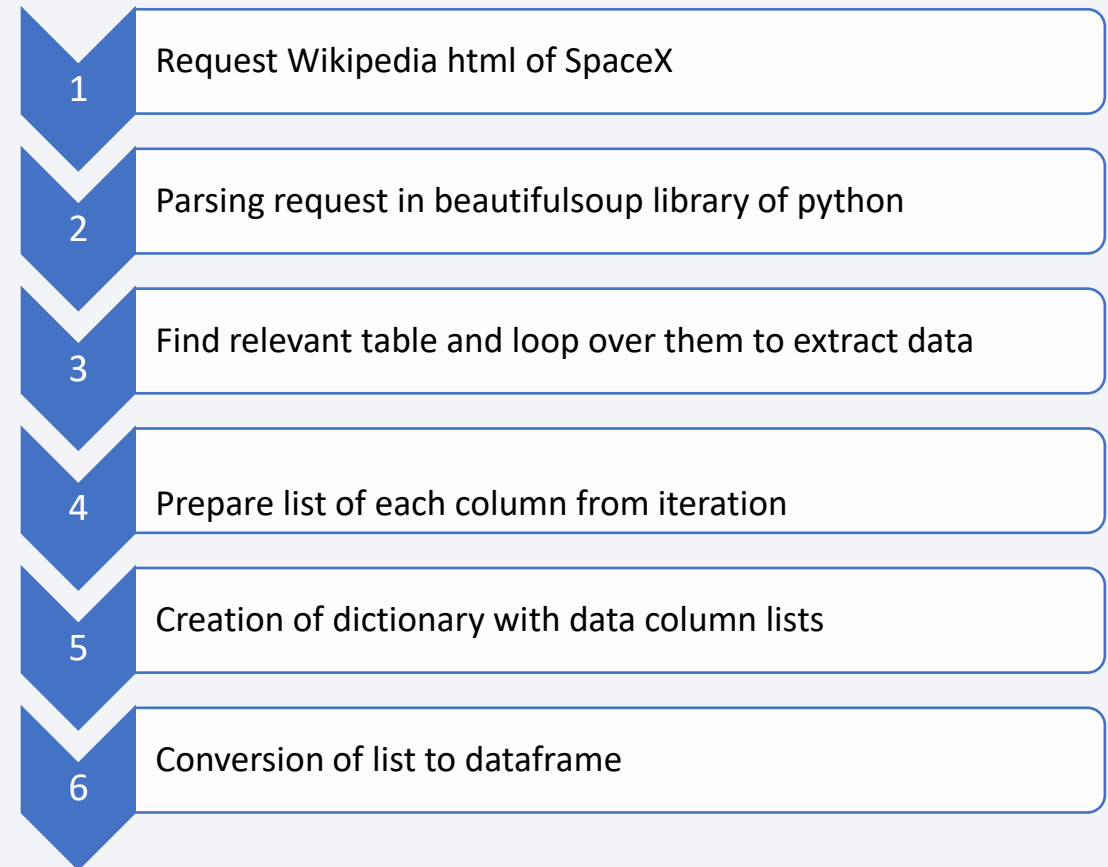 1
Request Wikipedia html of SpaceX
2
Parsing request in beautifulsoup library of python
3
Find relevant table and loop over them to extract data
4
Prepare list of each column from iteration
5
Creation of dictionary with data column lists
6
Conversion of list to dataframe